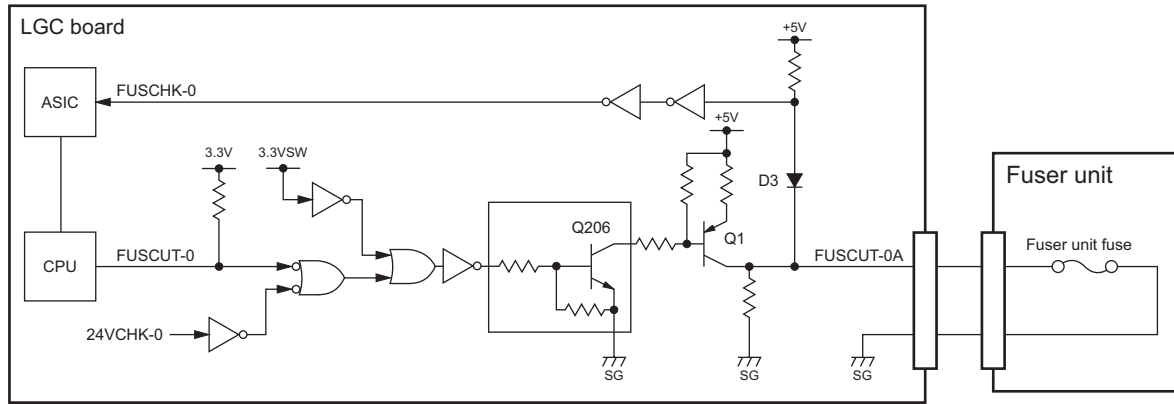 LGC board
+5V
FUSCHK-0
ASIC
+5V
3.3V
3.3VSW
Fuser unit
D3
Q206
Q1
Fuser unit fuse
CPU
FUSCUT-0
FUSCUT-0A
24VCHK-0
SG
SG
SG